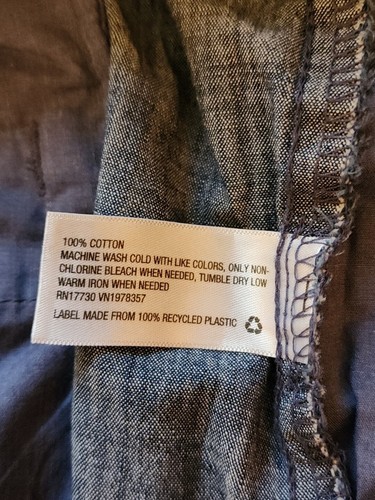 100% COTTON
MACHINE WASH COLD WITH LIKE COLORS, ONLY NON-
CHLORINE BLEACH WHEN NEEDED, TUMBLE DRY LOW
WARM IRON WHEN NEEDED
RN17730 VN1978357
LABEL MADE FROM 100% RECYCLED PLASTIC